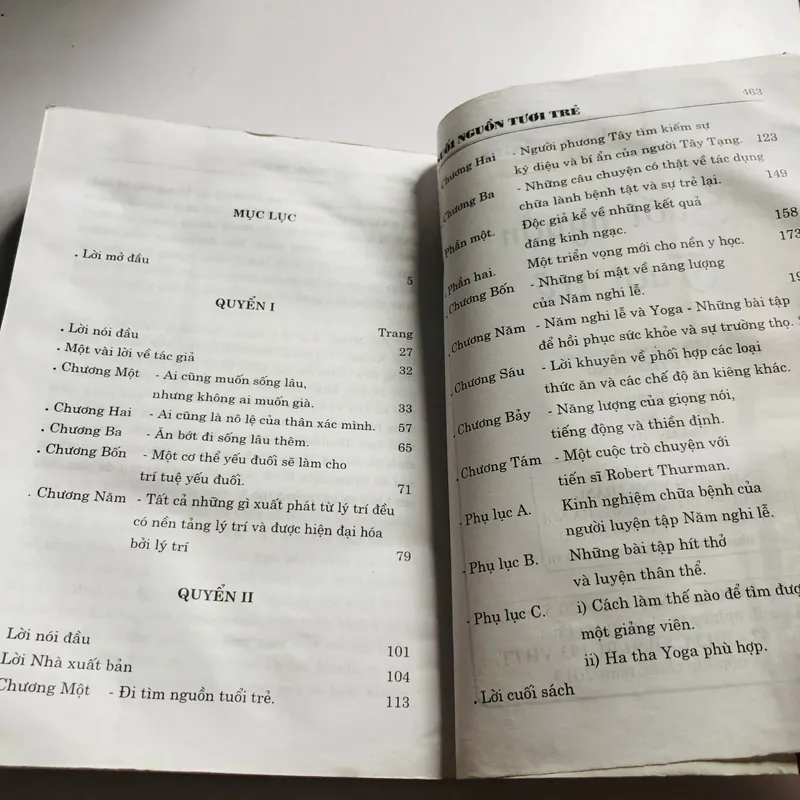 MỤC LỤC
. Lời mở đầu
5
QUYỂN I
. Lời nói đầu Trang
. Một vài lời về tác giả 27
. Chương Một - Ai cũng muốn sống lâu, 32
nhưng không ai muốn già.
. Chương Hai - Ai cũng là nô lệ của thân xác mình. 33
. Chương Ba - Ăn bớt đi sống lâu thêm. 57
. Chương Bốn - Một cơ thể yếu đuối sẽ làm cho 65
trí tuệ yếu đuối.
71
. Chương Năm - Tất cả những gì xuất phát từ lý trí đều
có nền tảng lý trí và được hiện đại hóa
bởi lý trí 79
QUYỂN II
Lời nói đầu 101
Lời Nhà xuất bản 104
Chương Một - Đi tìm nguồn tuổi trẻ. 113
NGUỒN TƯƠI TRẺ 463
. Chương Hai - Người phương Tây tìm kiếm sự
kỳ diệu và bí ẩn của người Tây Tạng. 123
. Chương Ba - Những câu chuyện có thật về tác dụng
chữa lành bệnh tật và sự trẻ lại. 149
Phần một. Độc giả kể về những kết quả
đáng kinh ngạc. 158
. Phần hai. Một triển vọng mới cho nền y học. 173
. Chương Bốn - Những bí mật về năng lượng
của Năm nghi lễ.
. Chương Năm - Năm nghi lễ và Yoga - Những bài tập
để hồi phục sức khỏe và sự trường thọ.
. Chương Sáu - Lời khuyên về phối hợp các loại
thức ăn và các chế độ ăn kiêng khác.
. Chương Bảy - Năng lượng của giọng nói,
tiếng động và thiền định.
. Chương Tám - Một cuộc trò chuyện với
tiến sĩ Robert Thurman.
. Phụ lục A. Kinh nghiệm chữa bệnh của
người luyện tập Năm nghi lễ.
. Phụ lục B. Những bài tập hít thở
và luyện thân thể.
. Phụ lục C. i) Cách làm thế nào để tìm đượ
một giảng viên.
ii) Ha tha Yoga phù hợp.
. Lời cuối sách